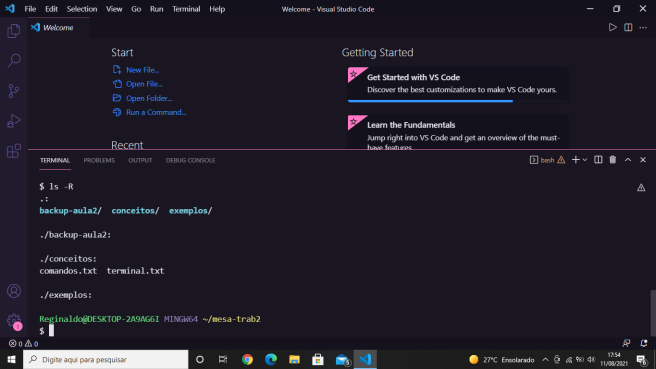 File Edit Selection View Go Run Terminal Help
Welcome - Visual Studio Code
Welcome
Start
New File...
Open File...
Open Folder...
Run a Command...
Recent
Getting Started
Get Started with VS Code
Discover the best customizations to make VS Code yours.
Learn the Fundamentals
Jump right into VS Code and get an overview of the must-
have features.
TERMINAL PROBLEMS OUTPUT DEBUG CONSOLE
bash
$ ls -R
.:
backup-aula2/ conceitos/ exemplos/
./backup-aula2:
./conceitos:
comandos.txt terminal.txt
./exemplos:
Reginaldo@DESKTOP-2A9AG6I MINGW64 ~/mesa-trab2
$
1
0 0
Digite aqui para pesquisar
27°C Ensolarado
17:54
11/08/2021